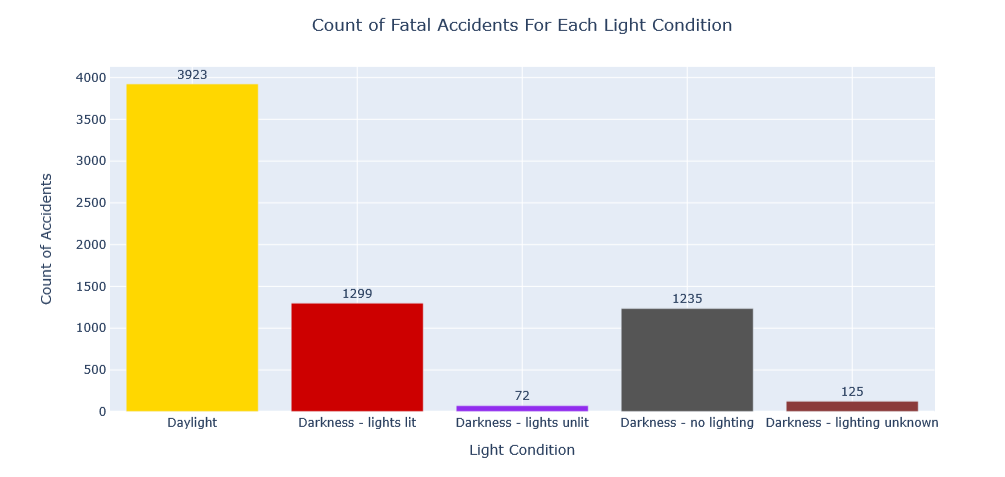 Count of Fatal Accidents For Each Light Condition
Count of Accidents
4000
3500
3000
2500
2000
1500
1000
500
0
3923
1299
72
1235
125
Daylight
Darkness - lights lit
Darkness - lights unlit
Darkness - no lighting
Darkness - lighting unknown
Light Condition